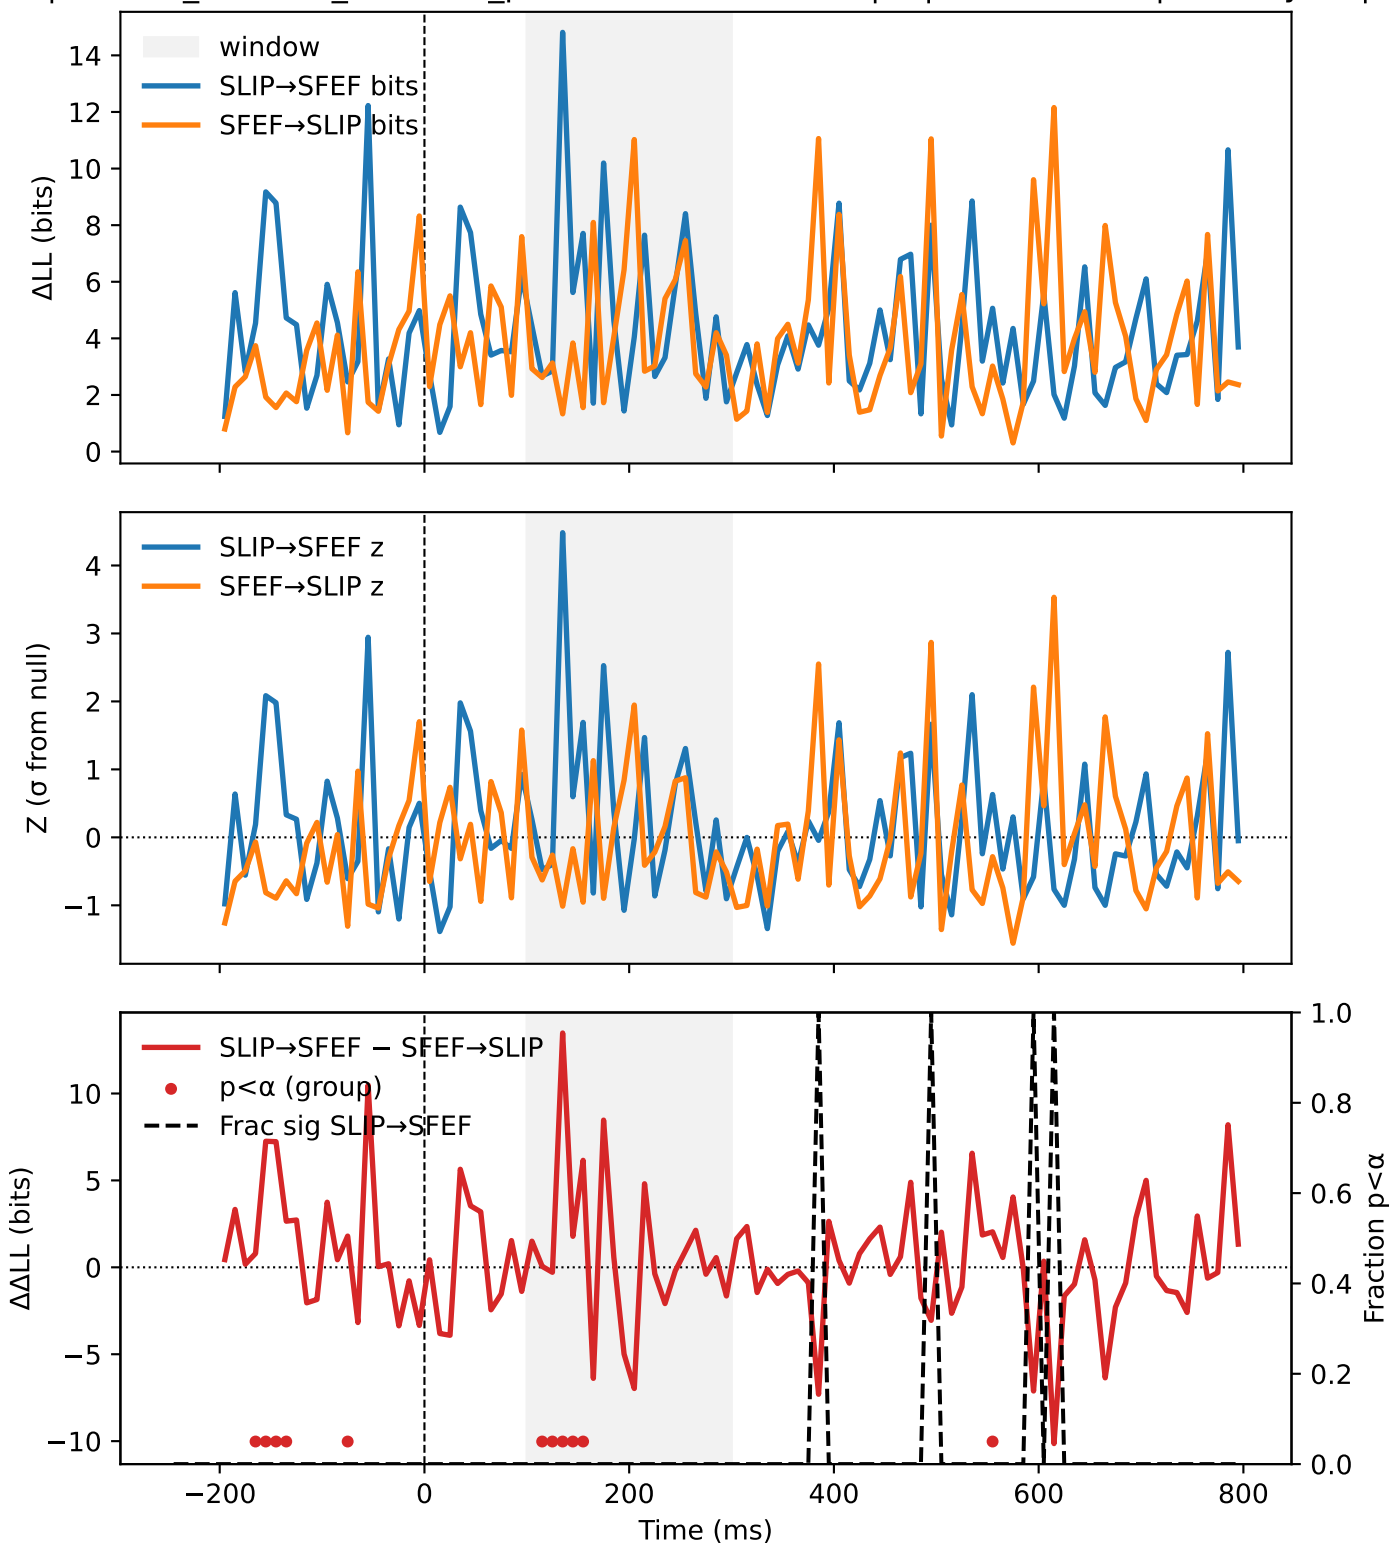 window
SLIP→SFEF bits
SFEF→SLIP bits
14
12
10
8
6
4
2
0
ΔLL (bits)
SLIP→SFEF z
SFEF→SLIP z
4
3
2
1
0
−1
Z (σ from null)
SLIP→SFEF − SFEF→SLIP
p<α (group)
Frac sig SLIP→SFEF
10
5
0
−5
−10
ΔΔLL (bits)
1.0
0.8
0.6
0.4
0.2
0.0
Fraction p<α
−200
0
200
400
600
800
Time (ms)